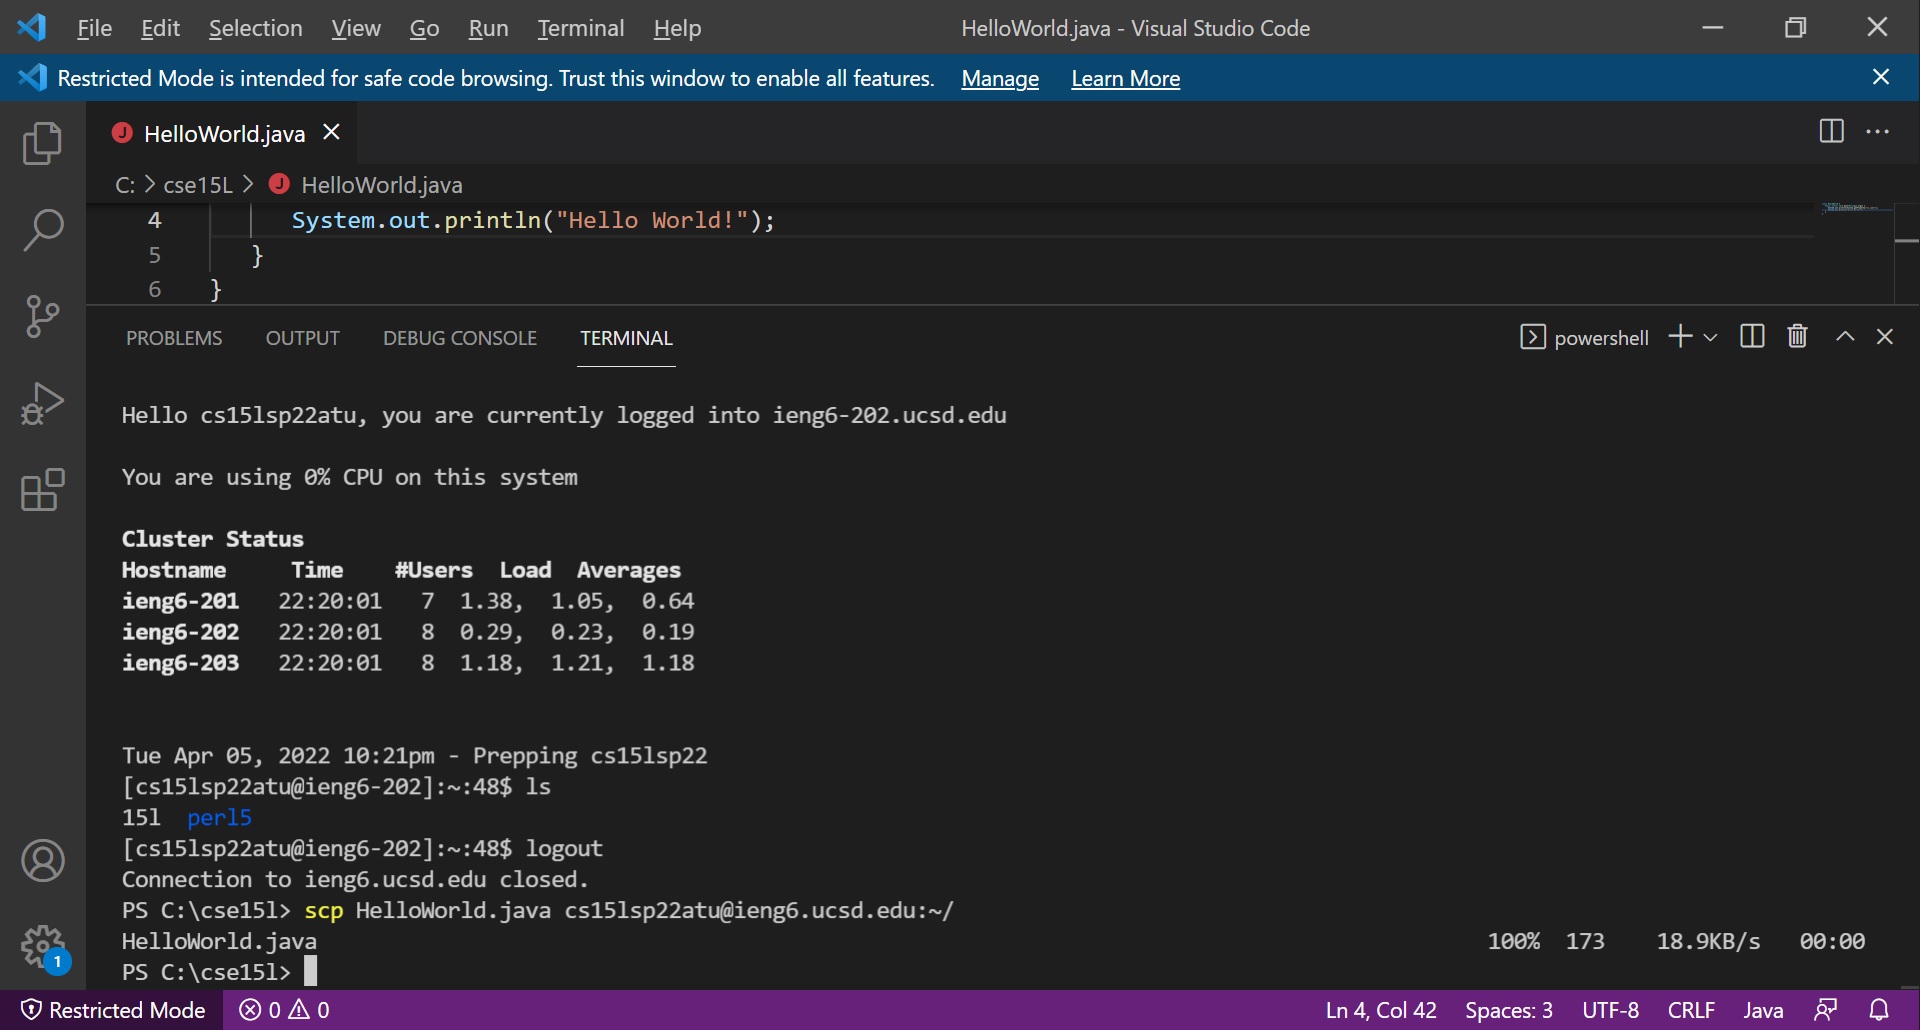 File Edit Selection View Go Run Terminal Help HelloWorld.java - Visual Studio Code
Restricted Mode is intended for safe code browsing. Trust this window to enable all features. Manage Learn More
J HelloWorld.java
C: > cse15L > J HelloWorld.java
4 System.out.println("Hello World!");
5 }
6 }
PROBLEMS OUTPUT DEBUG CONSOLE TERMINAL powershell
Hello cs15lsp22atu, you are currently logged into ieng6-202.ucsd.edu
You are using 0% CPU on this system
Cluster Status
Hostname Time #Users Load Averages
ieng6-201 22:20:01 7 1.38, 1.05, 0.64
ieng6-202 22:20:01 8 0.29, 0.23, 0.19
ieng6-203 22:20:01 8 1.18, 1.21, 1.18
Tue Apr 05, 2022 10:21pm - Prepping cs15lsp22
[cs15lsp22atu@ieng6-202]:~:48$ ls
15l perl5
[cs15lsp22atu@ieng6-202]:~:48$ logout
Connection to ieng6.ucsd.edu closed.
PS C:\cse15l> scp HelloWorld.java cs15lsp22atu@ieng6.ucsd.edu:~/
HelloWorld.java 100% 173 18.9KB/s 00:00
PS C:\cse15l>
1
Restricted Mode 0 0 Ln 4, Col 42 Spaces: 3 UTF-8 CRLF Java